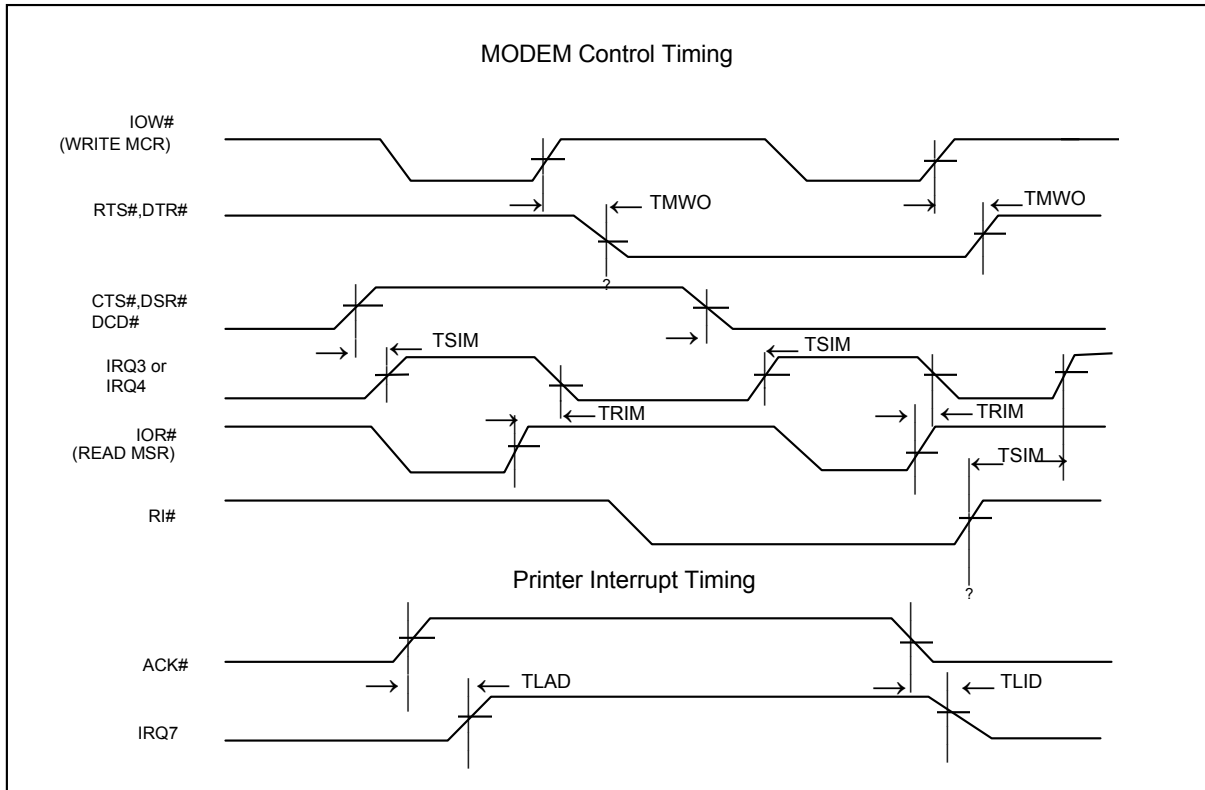 MODEM Control Timing
IOW#
(WRITE MCR)
RTS#,DTR#
TMWO
TMWO
?
CTS#,DSR#
DCD#
TSIM
TSIM
IRQ3 or
IRQ4
TRIM
TRIM
IOR#
(READ MSR)
TSIM
RI#
?
Printer Interrupt Timing
ACK#
TLAD
TLID
IRQ7